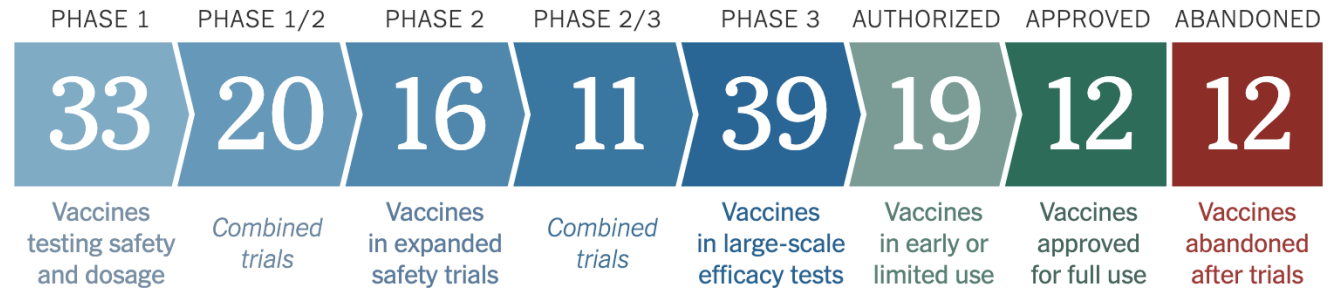 PHASE 1 PHASE 1/2 PHASE 2 PHASE 2/3 PHASE 3 AUTHORIZED APPROVED ABANDONED
33 20 16 11 39 19 12 12
Vaccines
testing safety
and dosage
Combined
trials
Vaccines
in expanded
safety trials
Combined
trials
Vaccines
in large-scale
efficacy tests
Vaccines
in early or
limited use
Vaccines
approved
for full use
Vaccines
abandoned
after trials